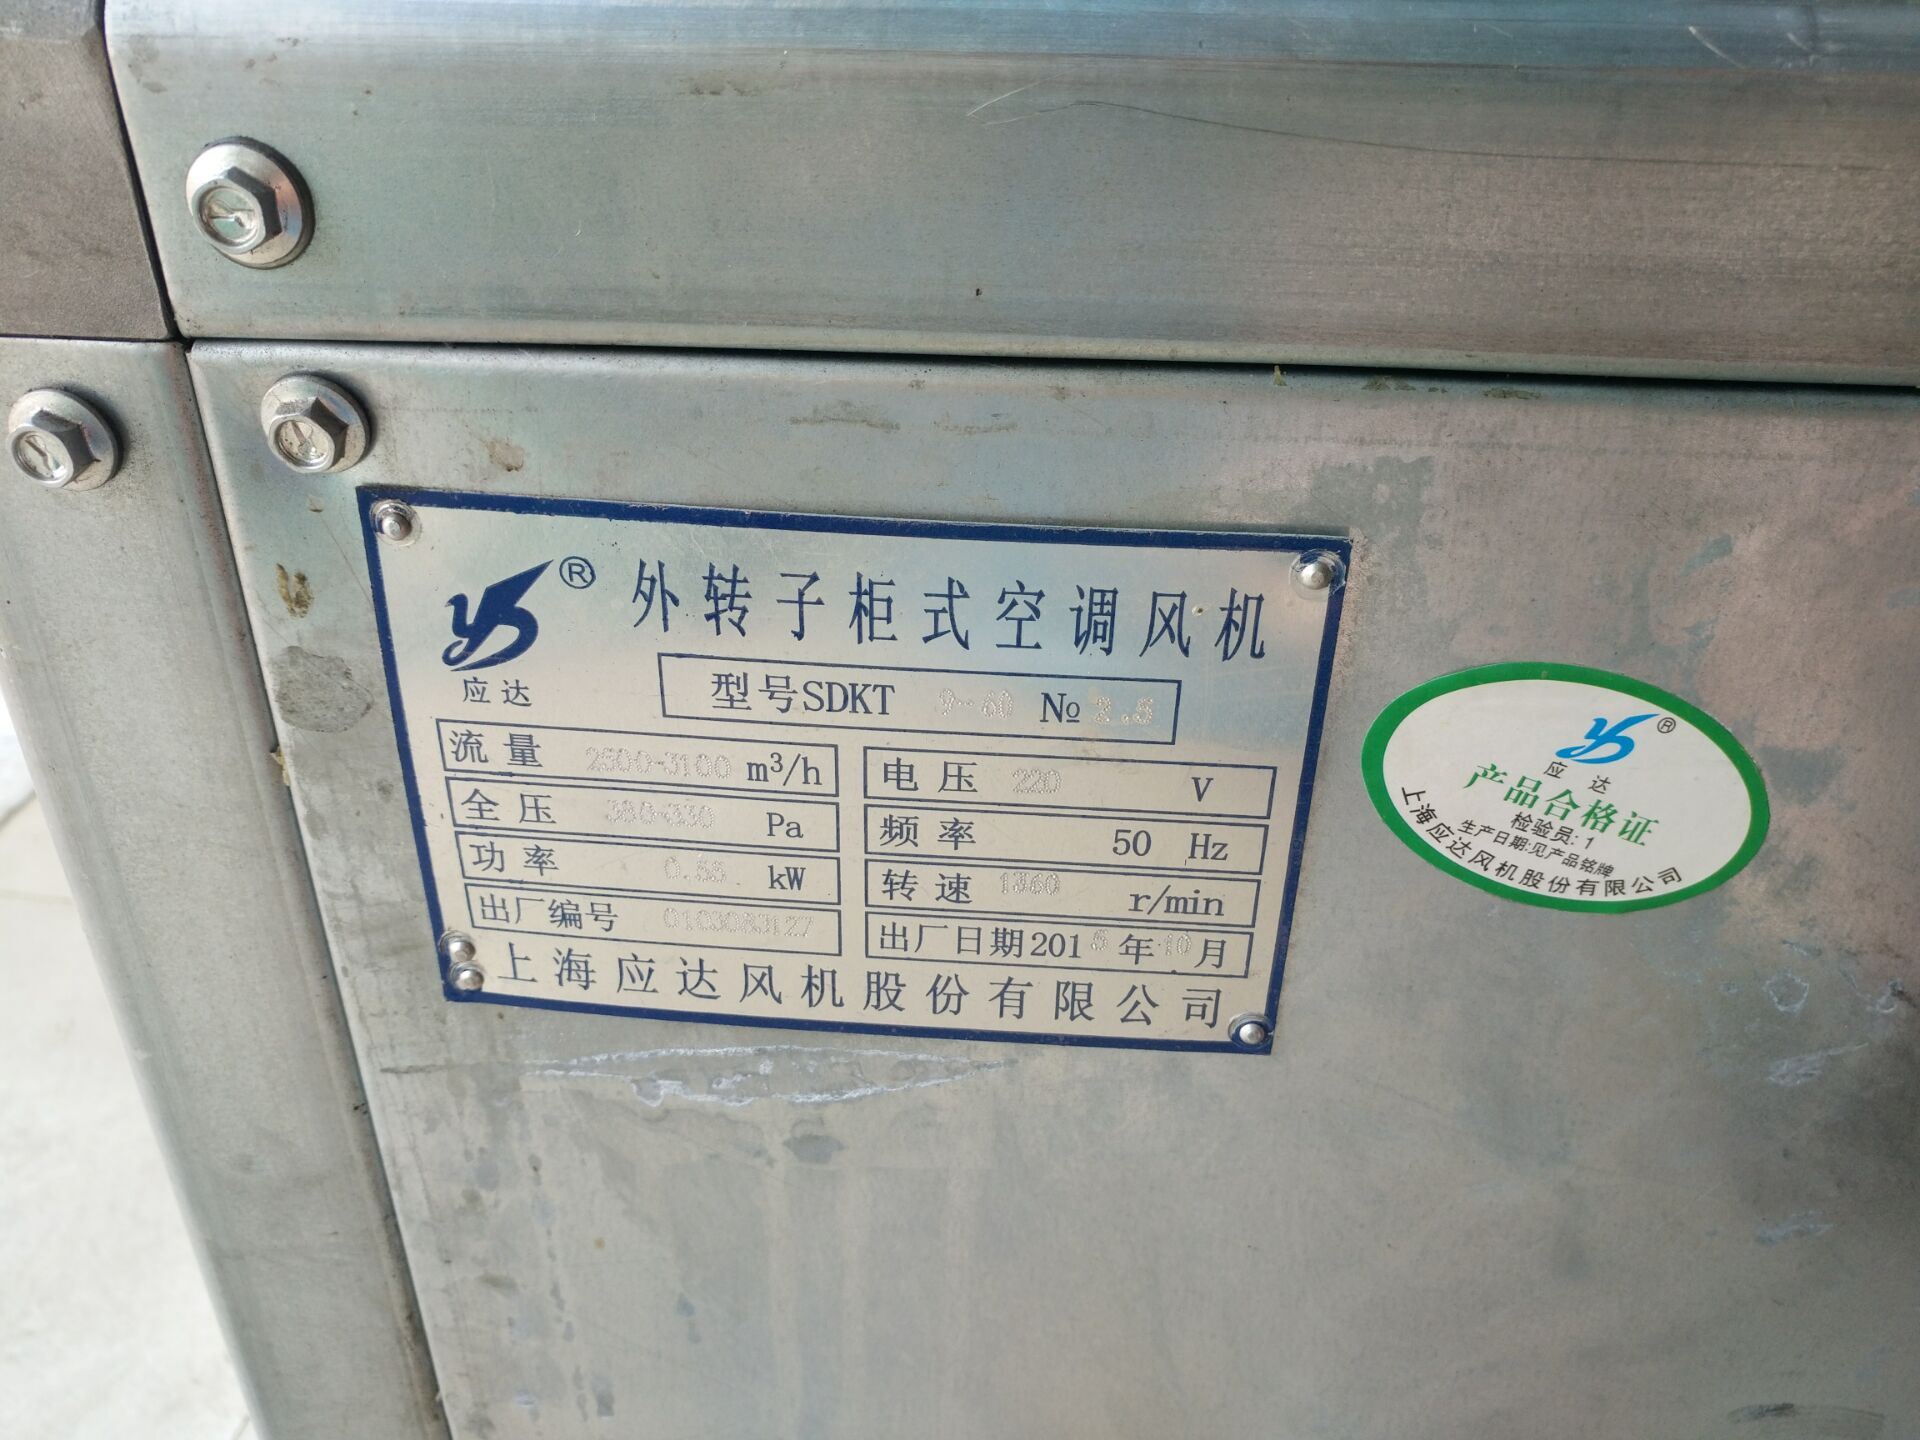 ® 外转子柜式空调风机
应达
型号SDKT 9-60 № 2.5
流量 2500-3100 m³/h
电压 220 V
全压 380-330 Pa
频率 50 Hz
功率 0.55 kW
转速 1360 r/min
出厂编号 0103083127
出厂日期 2015年10月
上海应达风机股份有限公司
®
应达
产品合格证
检验员:1
生产日期:见产品铭牌
上海应达风机股份有限公司